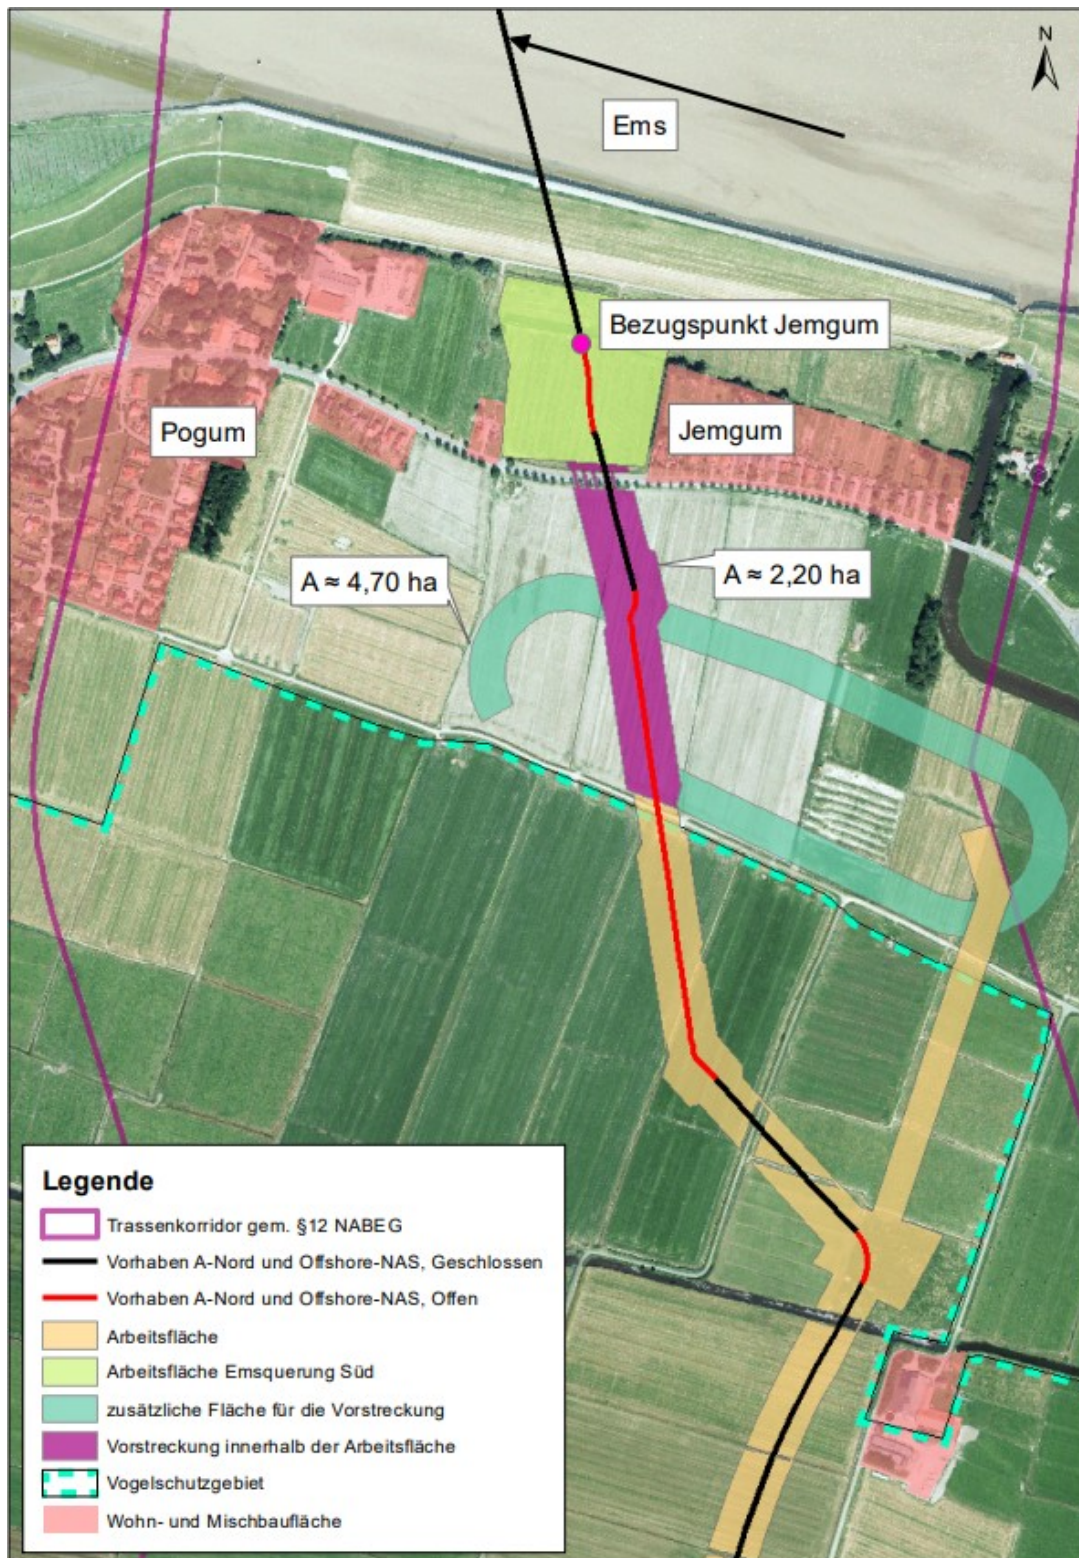 N
Ems
Bezugspunkt Jemgum
Pogum
Jemgum
A ≈ 4,70 ha
A ≈ 2,20 ha
Legende
Trassenkorridor gem. §12 NABEG
Vorhaben A-Nord und Offshore-NAS, Geschlossen
Vorhaben A-Nord und Offshore-NAS, Offen
Arbeitsfläche
Arbeitsfläche Emsquerung Süd
zusätzliche Fläche für die Vorstreckung
Vorstreckung innerhalb der Arbeitsfläche
Vogelschutzgebiet
Wohn- und Mischbaufläche